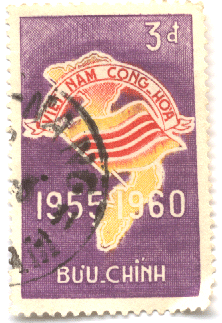 3đ
VIỆT-NAM CỘNG-HÒA
1955-1960
BƯU-CHÍNH